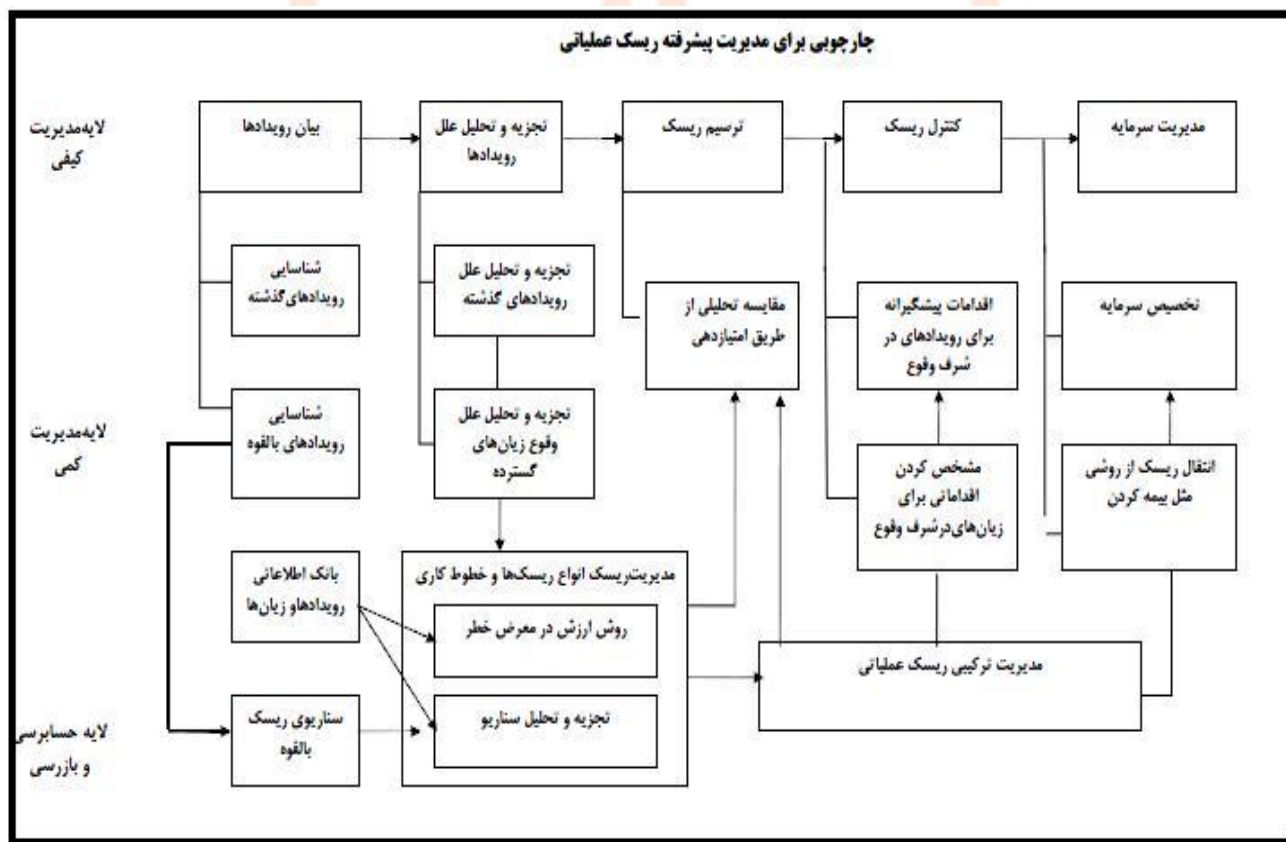 چارچوبی برای مدیریت پیشرفته ریسک عملیاتی
لایه‌مدیریت
کیفی
بیان رویدادها
تجزیه و تحلیل علل
رویدادها
ترسیم ریسک
کنترل ریسک
مدیریت سرمایه
شناسایی
رویدادهای‌گذشته
تجزیه و تحلیل علل
رویدادهای گذشته
مقایسه تحلیلی از
طریق امتیازدهی
اقدامات پیشگیرانه
برای رویدادهای در
شرف وقوع
تخصیص سرمایه
لایه‌مدیریت
کمی
شناسایی
رویدادهای بالقوه
تجزیه و تحلیل علل
وقوع زیان‌های
گسترده
مشخص کردن
اقداماتی برای
زیان‌های‌درشرف وقوع
انتقال ریسک از روشی
مثل بیمه کردن
بانک اطلاعاتی
رویدادهاو زیان‌ها
مدیریت‌ریسک انواع ریسک‌ها و خطوط کاری
روش ارزش در معرض خطر
تجزیه و تحلیل سناریو
مدیریت ترکیبی ریسک عملیاتی
لایه حسابرسی
و بازرسی
سناریوی ریسک
بالقوه